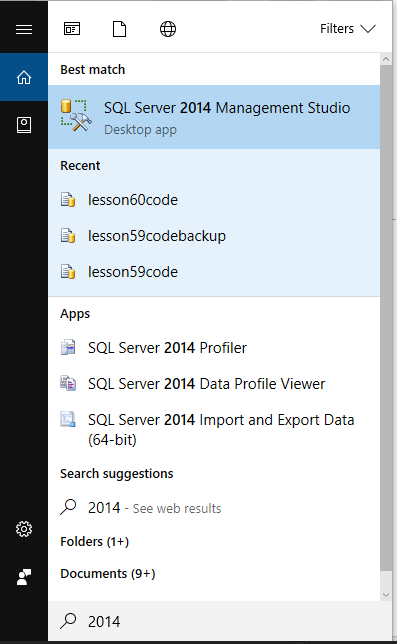 Filters
Best match
SQL Server 2014 Management Studio
Desktop app
Recent
lesson60code
lesson59codebackup
lesson59code
Apps
SQL Server 2014 Profiler
SQL Server 2014 Data Profile Viewer
SQL Server 2014 Import and Export Data
(64-bit)
Search suggestions
2014 - See web results
Folders (1+)
Documents (9+)
2014